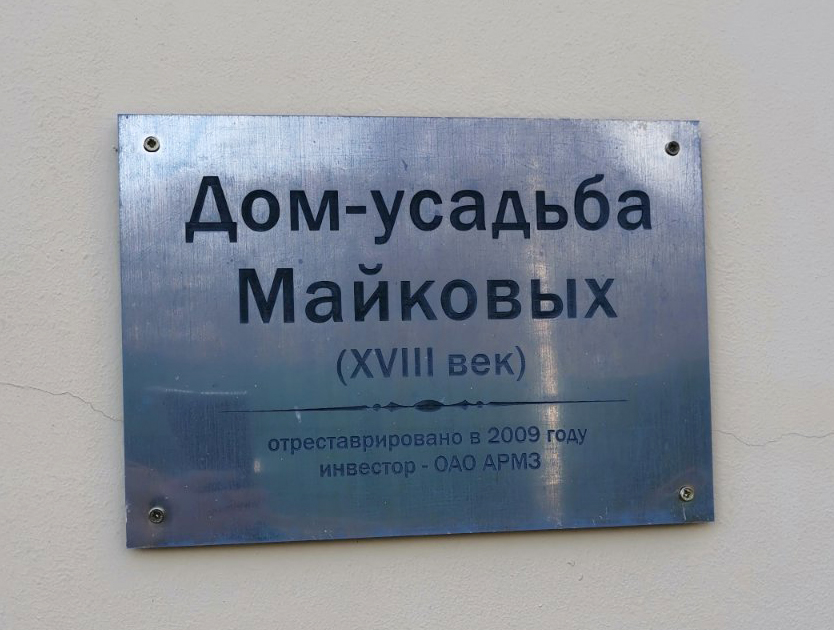 Дом-усадьба
Майковых
(XVIII век)
отреставрировано в 2009 году
инвестор - ОАО АРМЗ